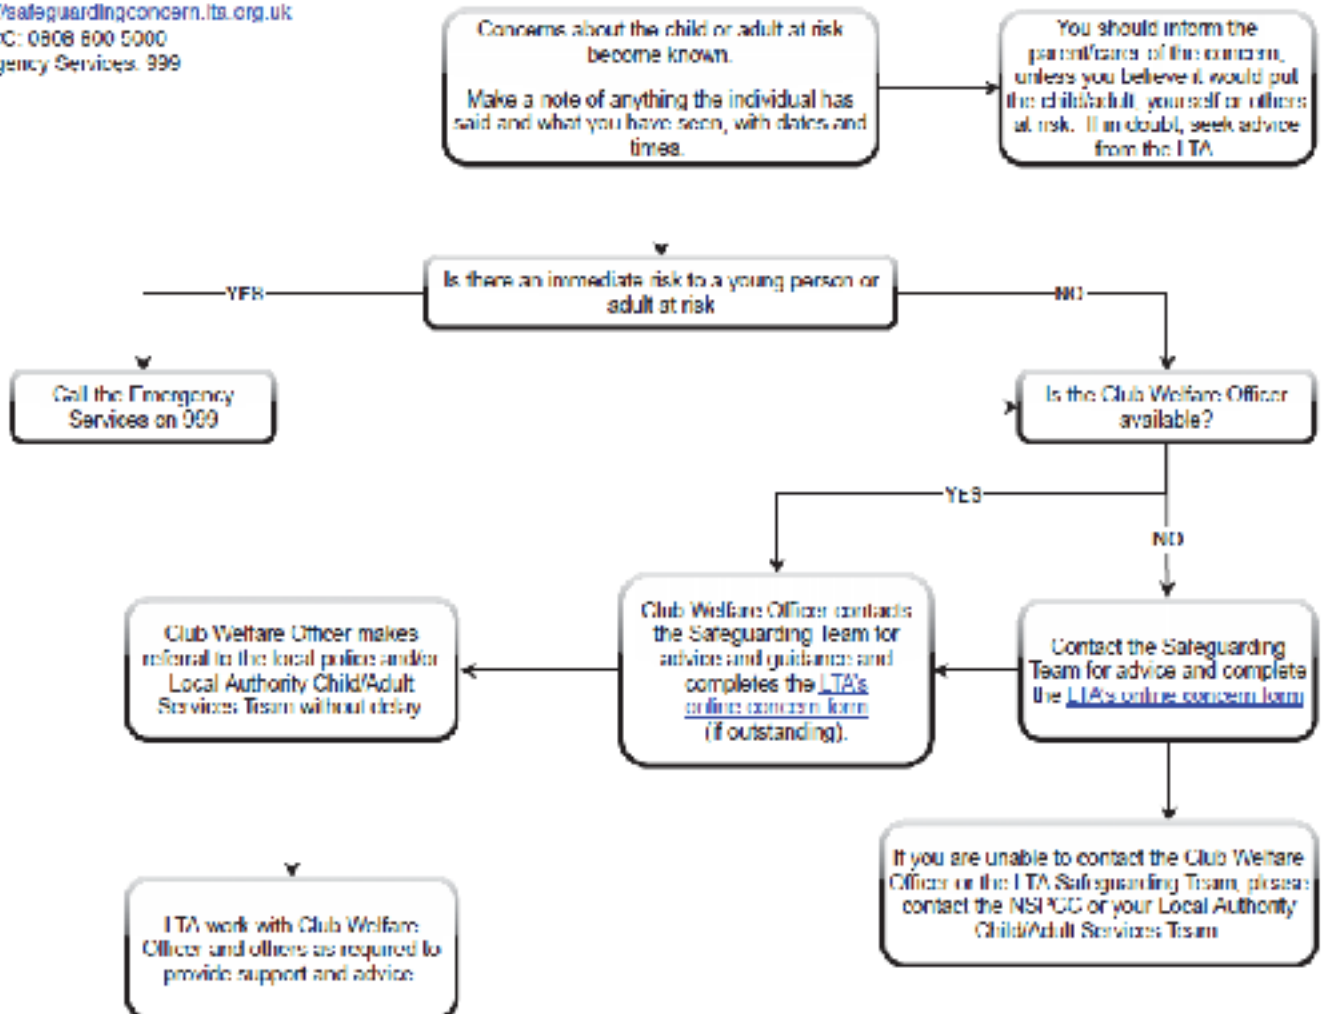 /safeguardingconcern.lta.org.uk
C: 0808 800 5000
gency Services: 999
Concerns about the child or adult at risk
become known.
Make a note of anything the individual has
said and what you have seen, with dates and
times.
You should inform the
parent/carer of the concern,
unless you believe it would put
the child/adult, yourself or others
at risk. If in doubt, seek advice
from the LTA
Is there an immediate risk to a young person or
adult at risk
YES
NO
Call the Emergency
Services on 999
Is the Club Welfare Officer
available?
YES
NO
Club Welfare Officer makes
referral to the local police and/or
Local Authority Child/Adult
Services Team without delay
Club Welfare Officer contacts
the Safeguarding Team for
advice and guidance and
completes the LTA's
online concern form
(if outstanding).
Contact the Safeguarding
Team for advice and complete
the LTA's online concern form
If you are unable to contact the Club Welfare
Officer or the LTA Safeguarding Team, please
contact the NSPCC or your Local Authority
Child/Adult Services Team
LTA work with Club Welfare
Officer and others as required to
provide support and advice